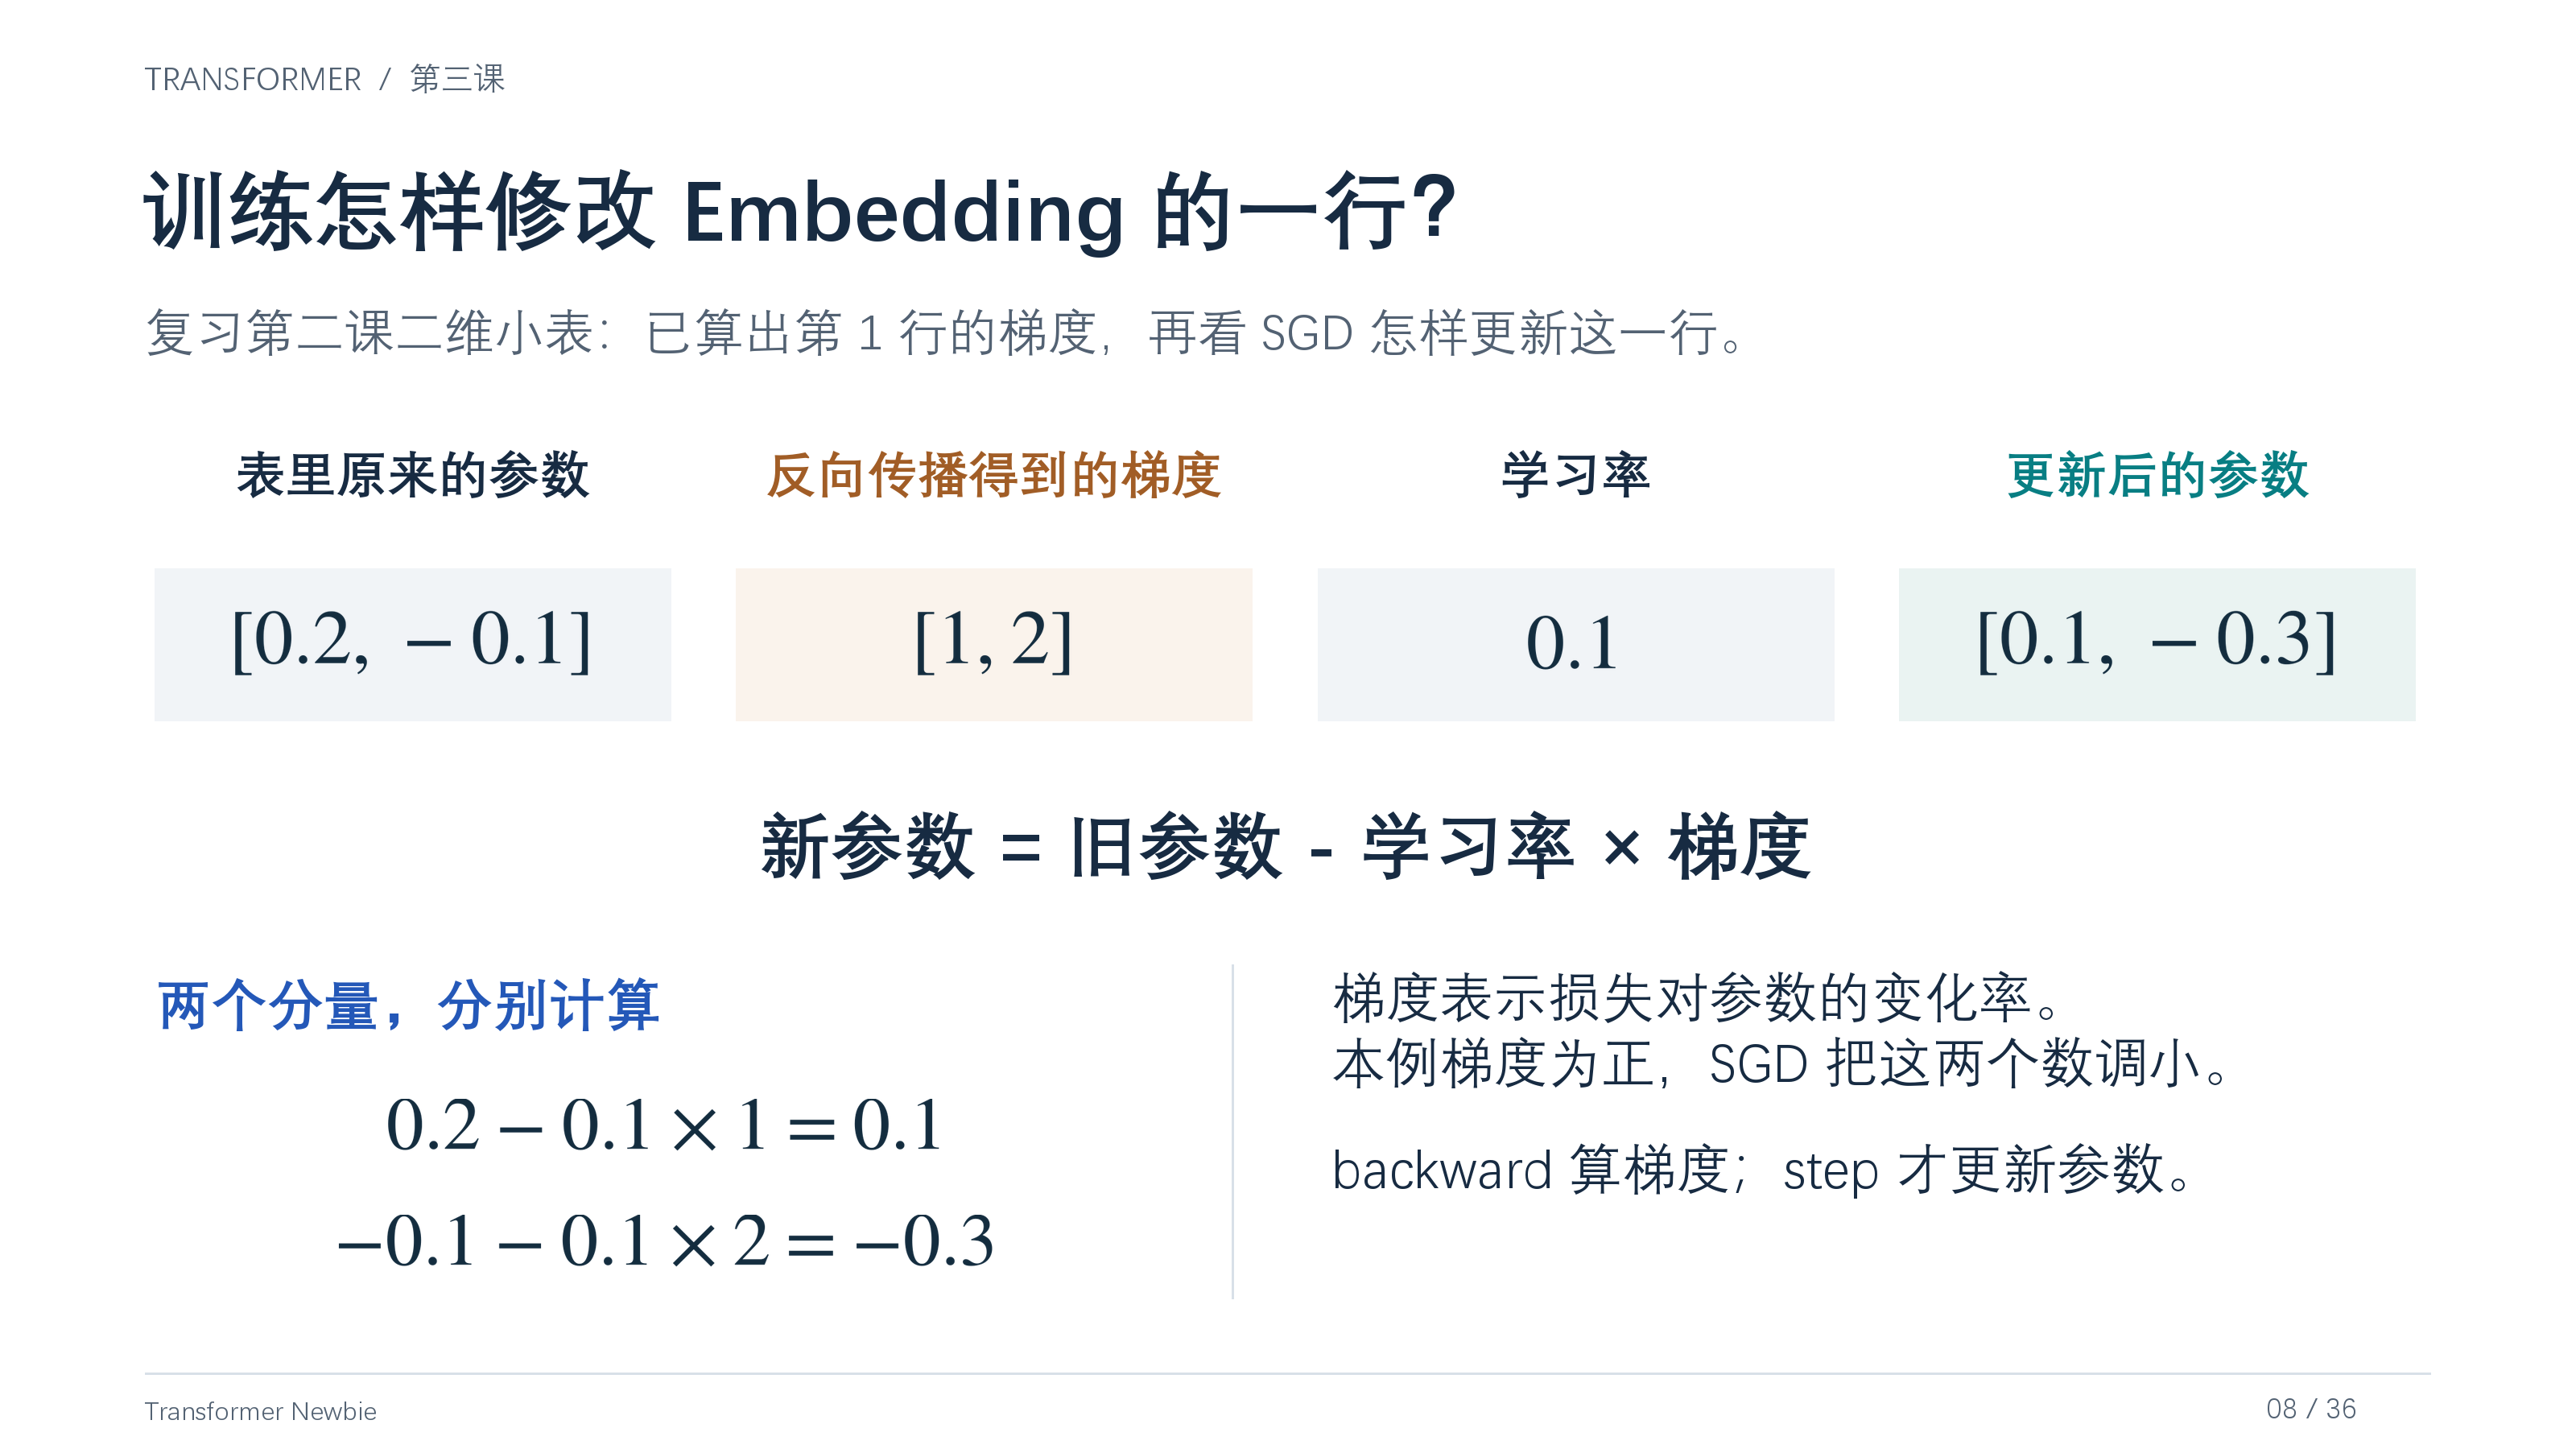 TRANSFORMER / 第三课
训练怎样修改 Embedding 的一行？
复习第二课二维小表：已算出第 1 行的梯度，再看 SGD 怎样更新这一行。
表里原来的参数
反向传播得到的梯度
学习率
更新后的参数
[0.2, −0.1]
[1, 2]
0.1
[0.1, −0.3]
新参数 = 旧参数 - 学习率 × 梯度
两个分量，分别计算
0.2 − 0.1 × 1 = 0.1
−0.1 − 0.1 × 2 = −0.3
梯度表示损失对参数的变化率。
本例梯度为正，SGD 把这两个数调小。
backward 算梯度；step 才更新参数。
Transformer Newbie
08 / 36